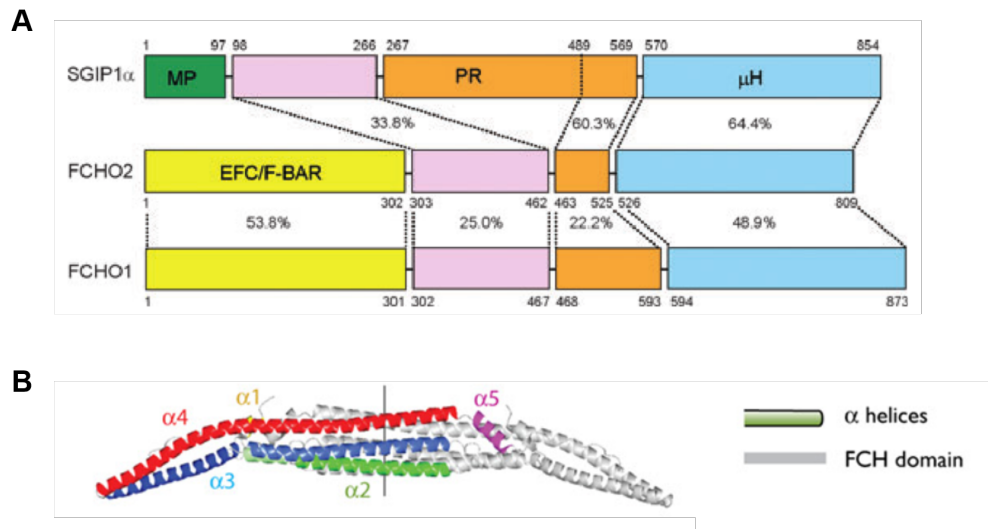 A
1 97 98 266 267 489 569 570 854
SGIP1α MP PR μH
33.8% 60.3% 64.4%
FCHO2 EFC/F-BAR
1 302 303 462 463 525 526 809
53.8% 25.0% 22.2% 48.9%
FCHO1
1 301 302 467 468 593 594 873
B
α4 α1 α5
α3 α2
α helices
FCH domain